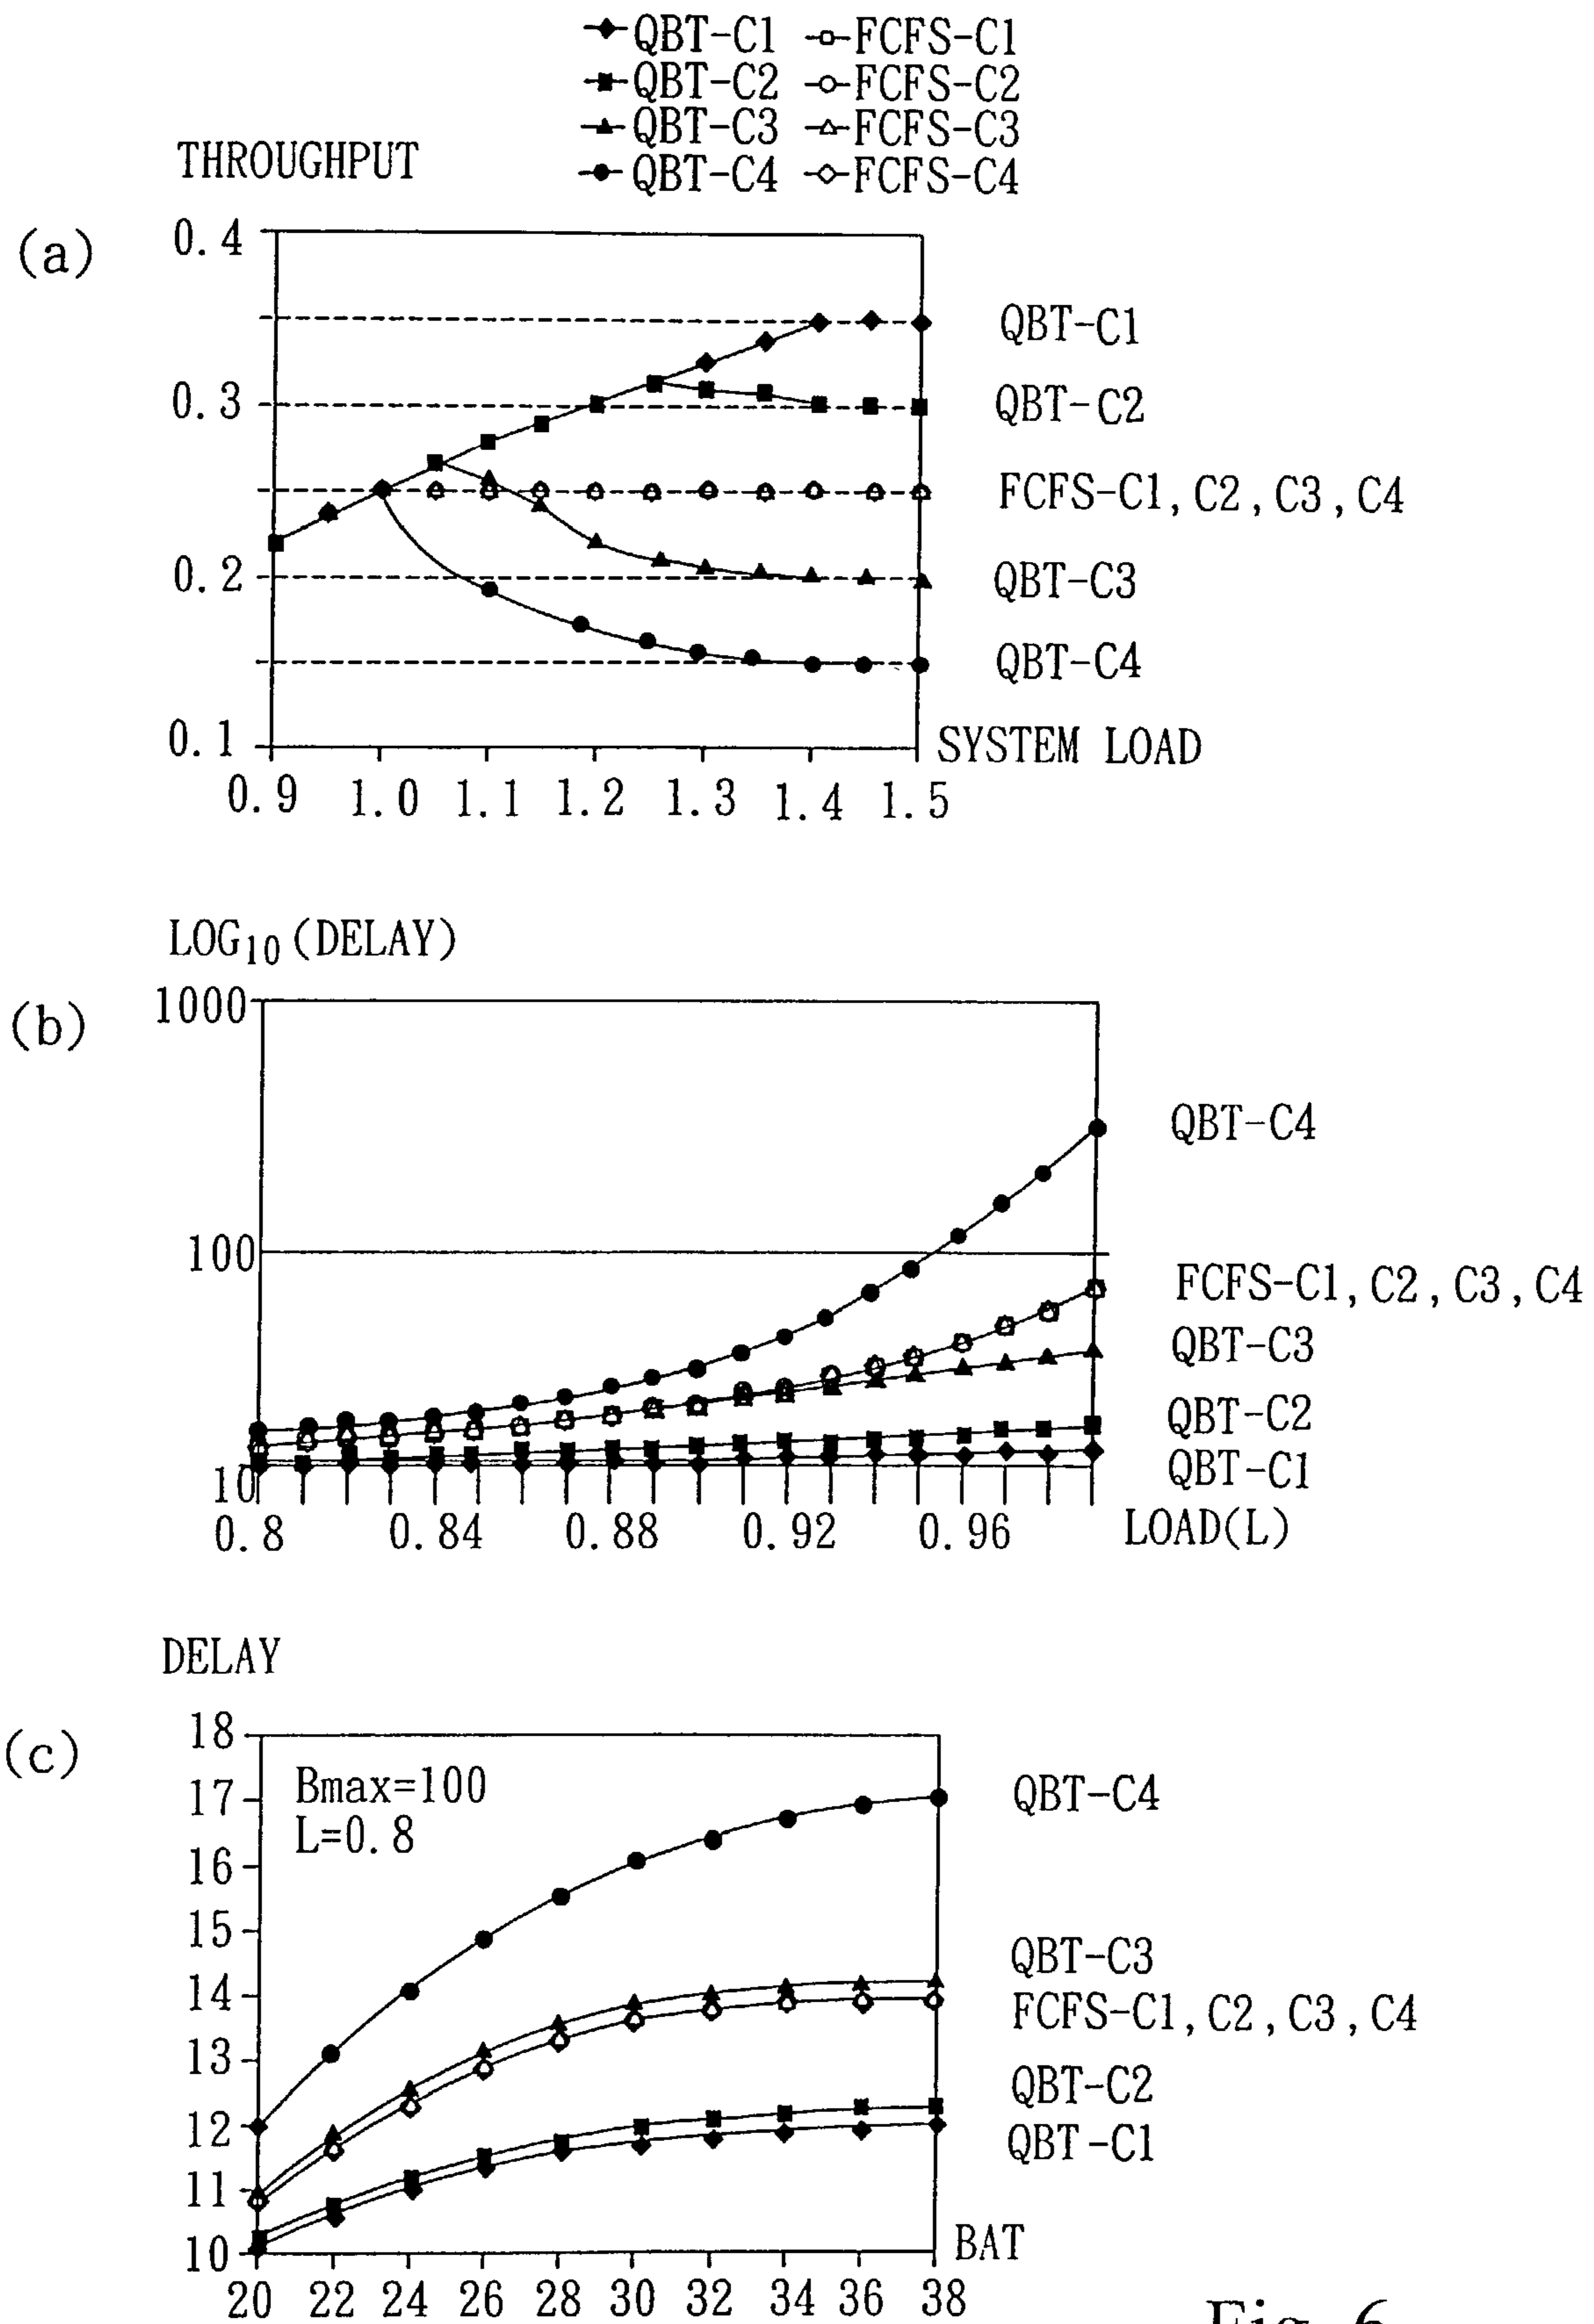 QBT-C1 FCFS-C1
QBT-C2 FCFS-C2
QBT-C3 FCFS-C3
QBT-C4 FCFS-C4
THROUGHPUT
(a)
0.4
QBT-C1
0.3
QBT-C2
FCFS-C1, C2, C3, C4
0.2
QBT-C3
QBT-C4
0.1
SYSTEM LOAD
0.9 1.0 1.1 1.2 1.3 1.4 1.5
LOG10 (DELAY)
(b)
1000
QBT-C4
100
FCFS-C1, C2, C3, C4
QBT-C3
QBT-C2
QBT-C1
10
0.8 0.84 0.88 0.92 0.96 LOAD(L)
DELAY
(c)
18
Bmax=100
17
QBT-C4
L=0.8
16
15
QBT-C3
14
FCFS-C1, C2, C3, C4
13
QBT-C2
12
QBT-C1
11
10
BAT
20 22 24 26 28 30 32 34 36 38
Fig. 6